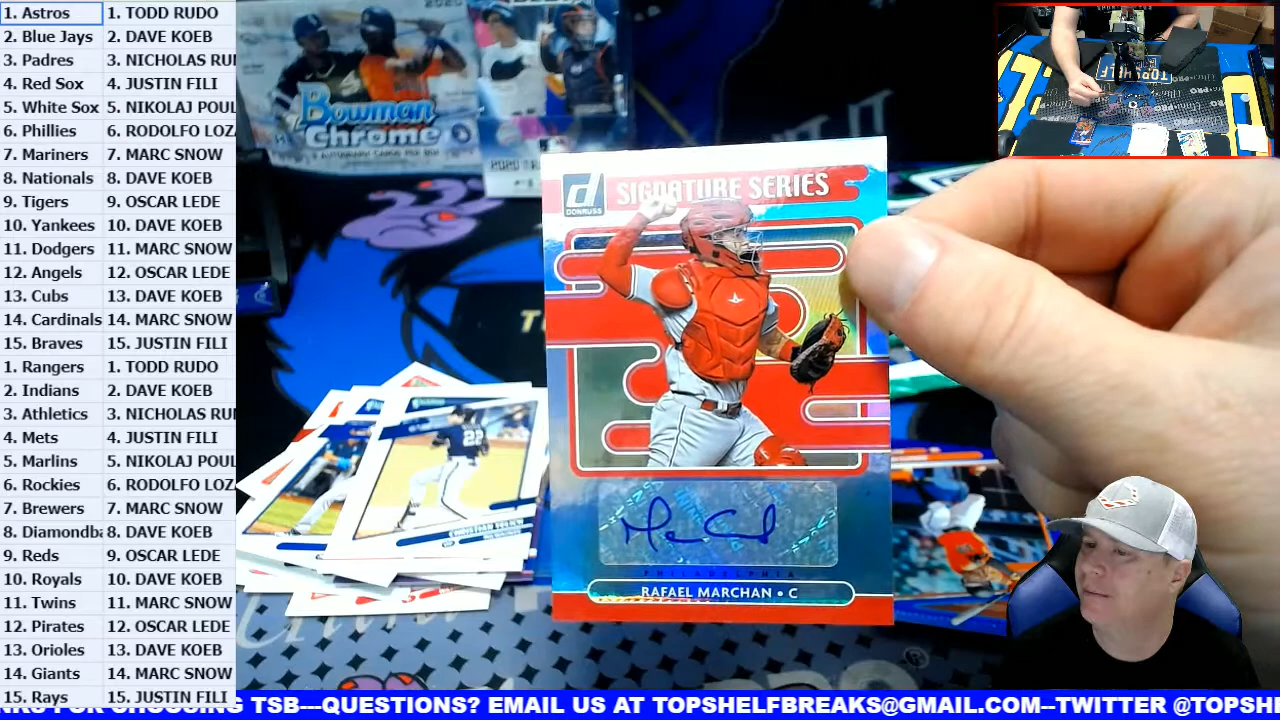 1. Astros 1. TODD RUDO
2. Blue Jays 2. DAVE KOEB
3. Padres 3. NICHOLAS RU
4. Red Sox 4. JUSTIN FILI
5. White Sox 5. NIKOLAJ POUL
6. Phillies 6. RODOLFO LOZ
7. Mariners 7. MARC SNOW
8. Nationals 8. DAVE KOEB
9. Tigers 9. OSCAR LEDE
10. Yankees 10. DAVE KOEB
11. Dodgers 11. MARC SNOW
12. Angels 12. OSCAR LEDE
13. Cubs 13. DAVE KOEB
14. Cardinals 14. MARC SNOW
15. Braves 15. JUSTIN FILI
1. Rangers 1. TODD RUDO
2. Indians 2. DAVE KOEB
3. Athletics 3. NICHOLAS RU
4. Mets 4. JUSTIN FILI
5. Marlins 5. NIKOLAJ POUL
6. Rockies 6. RODOLFO LOZ
7. Brewers 7. MARC SNOW
8. Diamondba 8. DAVE KOEB
9. Reds 9. OSCAR LEDE
10. Royals 10. DAVE KOEB
11. Twins 11. MARC SNOW
12. Pirates 12. OSCAR LEDE
13. Orioles 13. DAVE KOEB
14. Giants 14. MARC SNOW
15. Rays 15. JUSTIN FILI
Bowman
Chrome
2020
d
DONRUSS
SIGNATURE SERIES
PHILADELPHIA
RAFAEL MARCHAN • C
22
TOPSHELF
FOR CHOOSING TSB---QUESTIONS? EMAIL US AT TOPSHELFBREAKS@GMAIL.COM--TWITTER @TOPSHE